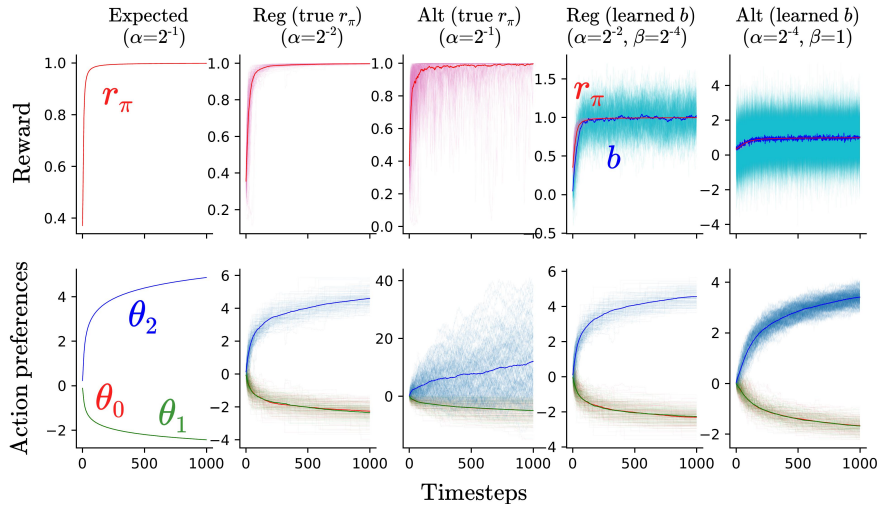 Expected
(α=2⁻¹)
Reg (true r_π)
(α=2⁻²)
Alt (true r_π)
(α=2⁻¹)
Reg (learned b)
(α=2⁻², β=2⁻⁴)
Alt (learned b)
(α=2⁻⁴, β=1)
Reward
1.0
0.8
0.6
0.4
r_π
1.0
0.8
0.6
0.4
0.2
1.0
0.8
0.6
0.4
0.2
0.0
1.5
1.0
0.5
0.0
−0.5
r_π
b
4
2
0
−2
−4
Action preferences
4
2
0
−2
θ₂
θ₀
θ₁
0 500 1000
6
4
2
0
−2
−4
0 500 1000
40
20
0
0 500 1000
6
4
2
0
−2
−4
0 500 1000
4
2
0
−2
0 500 1000
Timesteps